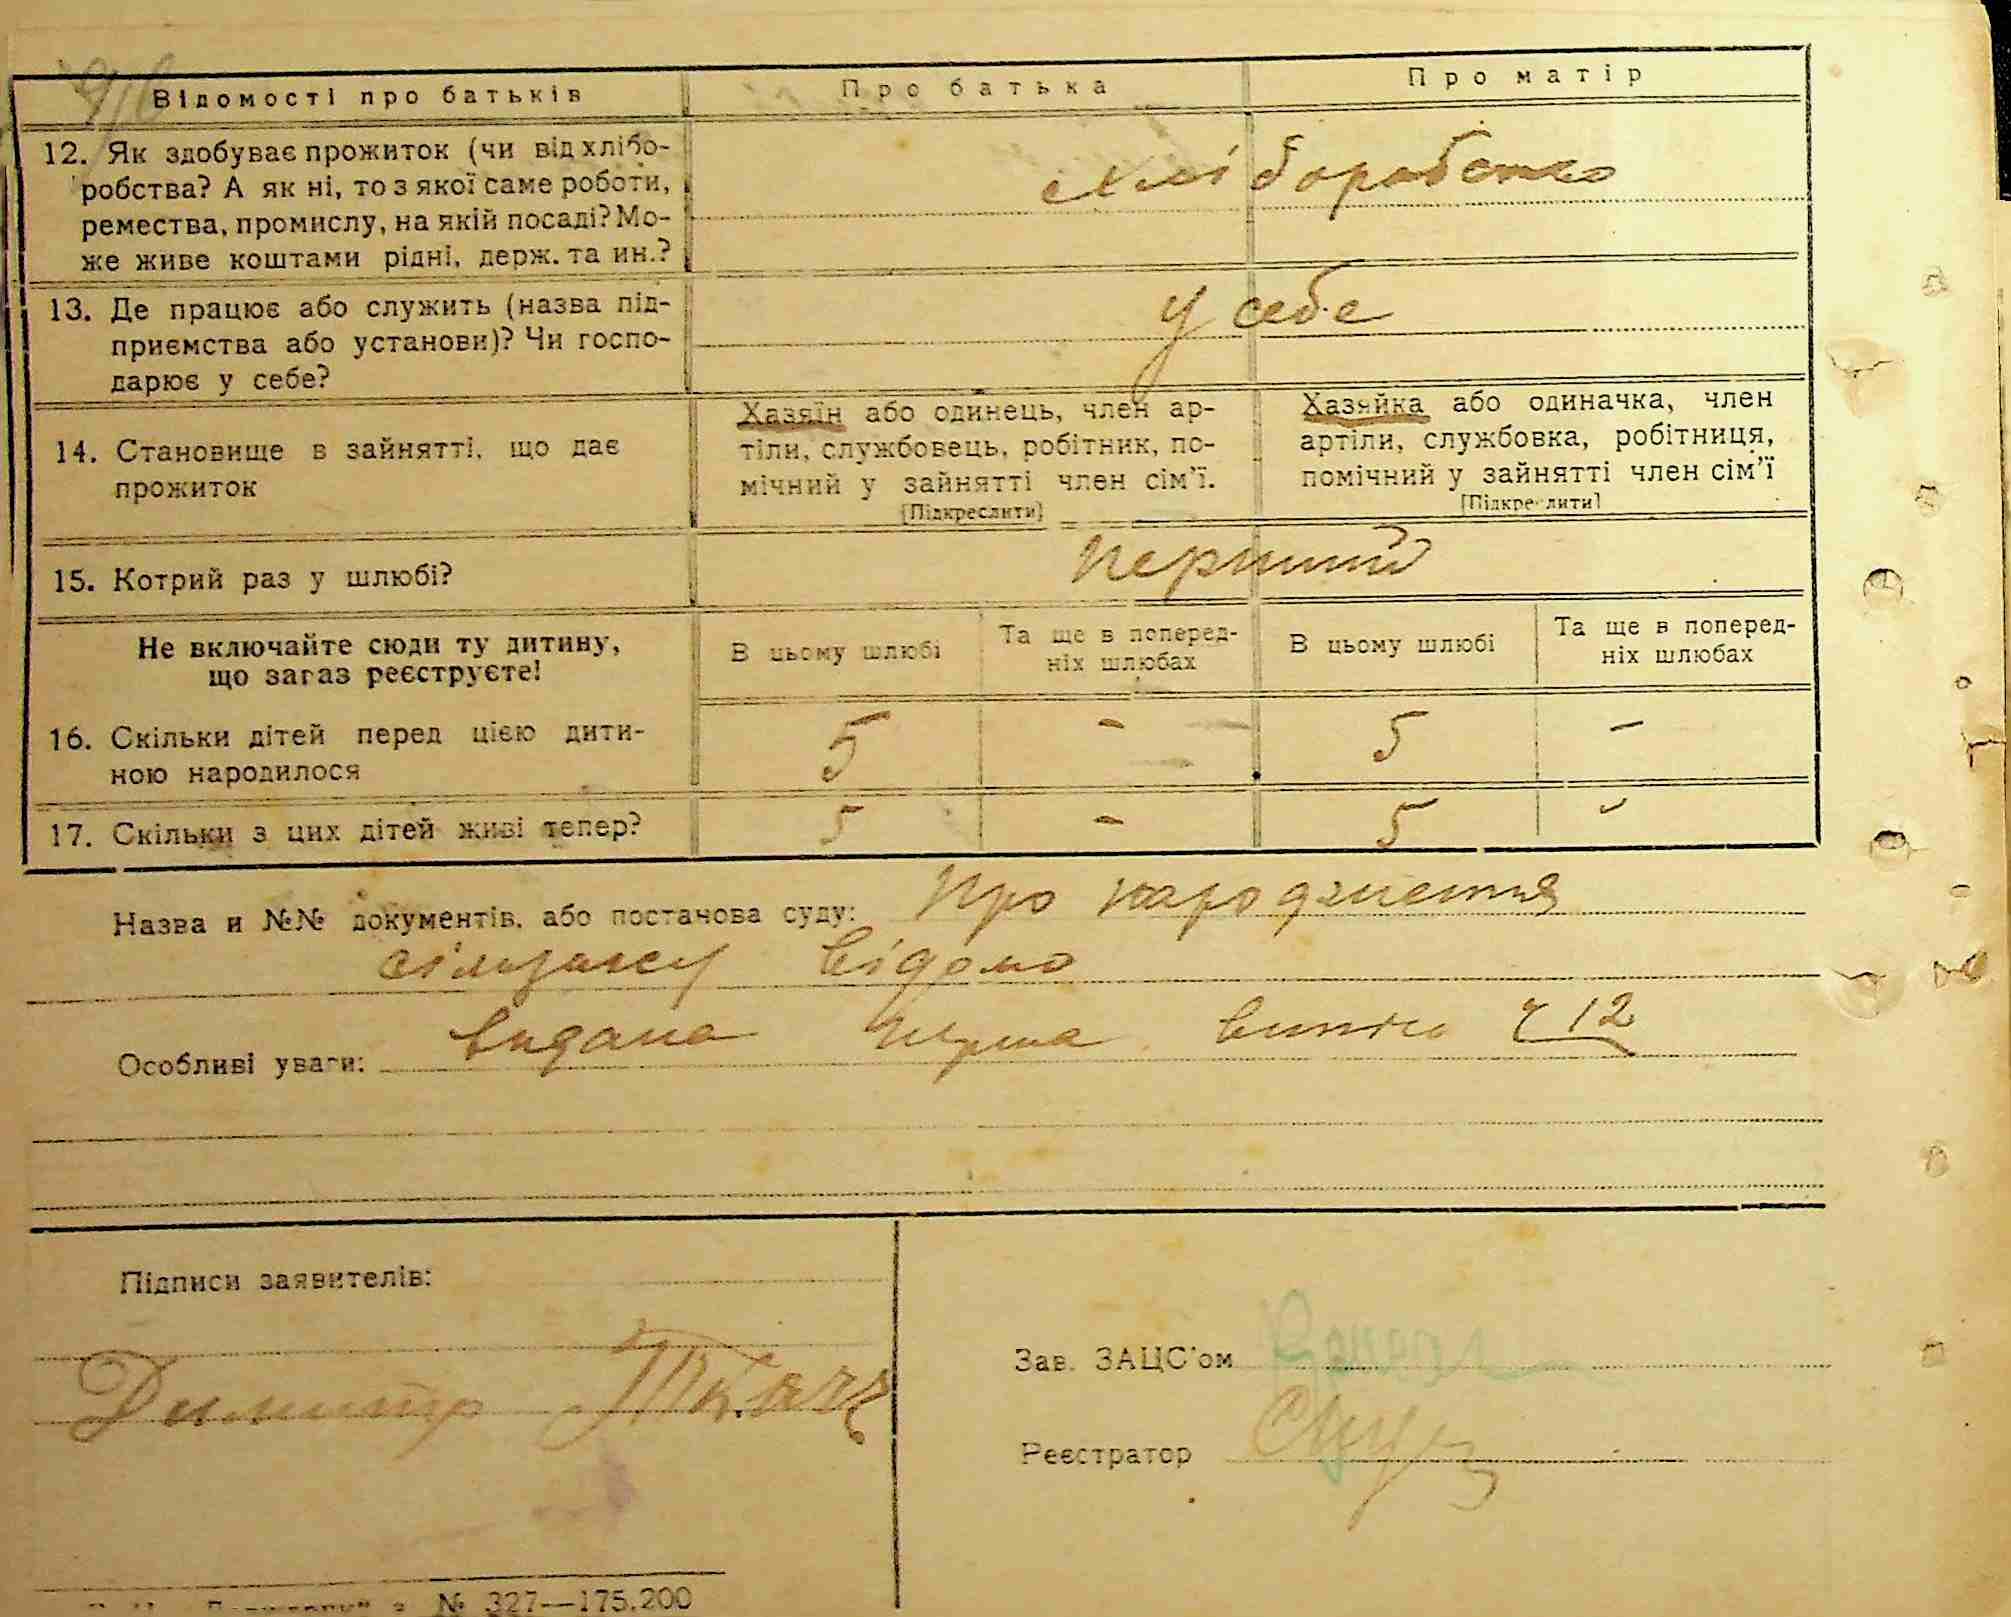 Відомості про батьків Про батька Про матір
12. Як здобуває прожиток (чи від хлібо-
робства? А як ні, то з якої саме роботи,
ремества, промислу, на якій посаді? Мо-
же живе коштами рідні, держ. та ин.?
хліборобство
13. Де працює або служить (назва під-
приємства або установи)? Чи госпо-
дарює у себе?
у себе
14. Становище в зайнятті, що дає
прожиток
Хазяїн або одинець, член ар-
тіли, службовець, робітник, по-
мічний у зайнятті член сім'ї.
[Підкреслити]
Хазяйка або одиначка, член
артіли, службовка, робітниця,
помічний у зайнятті член сім'ї
[Підкреслити]
15. Котрий раз у шлюбі? перший
Не включайте сюди ту дитину,
що зараз реєструєте!
В цьому шлюбі
Та ще в поперед-
ніх шлюбах
В цьому шлюбі
Та ще в поперед-
ніх шлюбах
16. Скільки дітей перед цією дити-
ною народилося
5 - 5 -
17. Скільки з цих дітей живі тепер? 5 - 5 -
Назва и №№ документів, або постанова суду: Про народження
сільраді відомо
Особливі уваги: видана перша випис ч 12
Підписи заявителів:
Димитр Ткач
Зав. ЗАЦС'ом
Реєстратор
№ 327—175.200